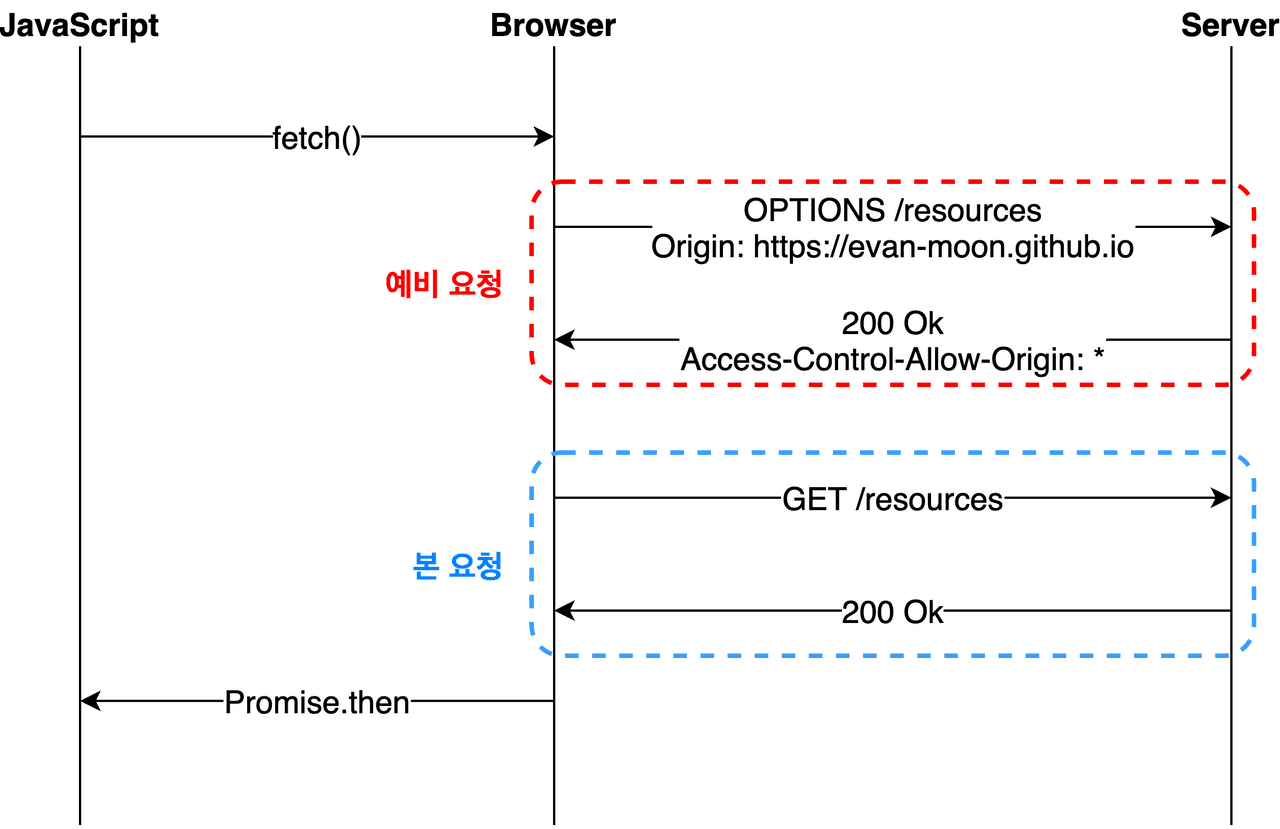 JavaScript
Browser
Server
fetch()
OPTIONS /resources
Origin: https://evan-moon.github.io
예비 요청
200 Ok
Access-Control-Allow-Origin: *
GET /resources
본 요청
200 Ok
Promise.then